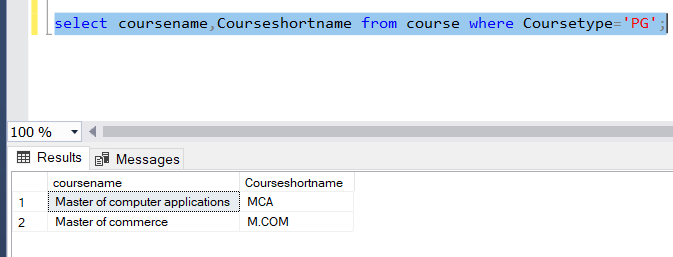 select coursename,Courseshortname from course where Coursetype='PG';
100 %
Results Messages
coursename Courseshortname
1 Master of computer applications MCA
2 Master of commerce M.COM